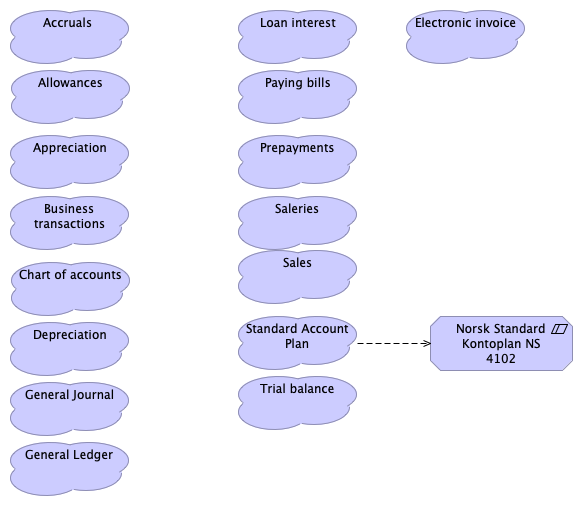 Accruals
Allowances
Appreciation
Business
transactions
Chart of accounts
Depreciation
General Journal
General Ledger
Loan interest
Paying bills
Prepayments
Saleries
Sales
Standard Account
Plan
Trial balance
Electronic invoice
Norsk Standard
Kontoplan NS
4102